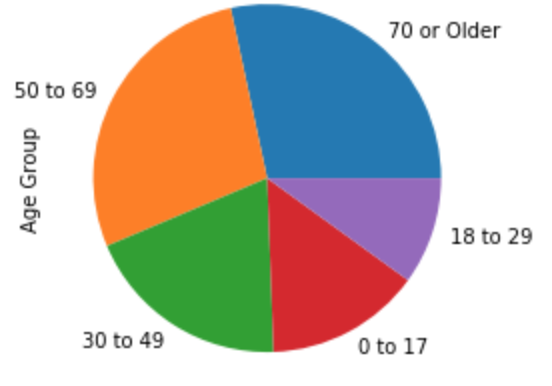 70 or Older
50 to 69
Age Group
18 to 29
30 to 49
0 to 17